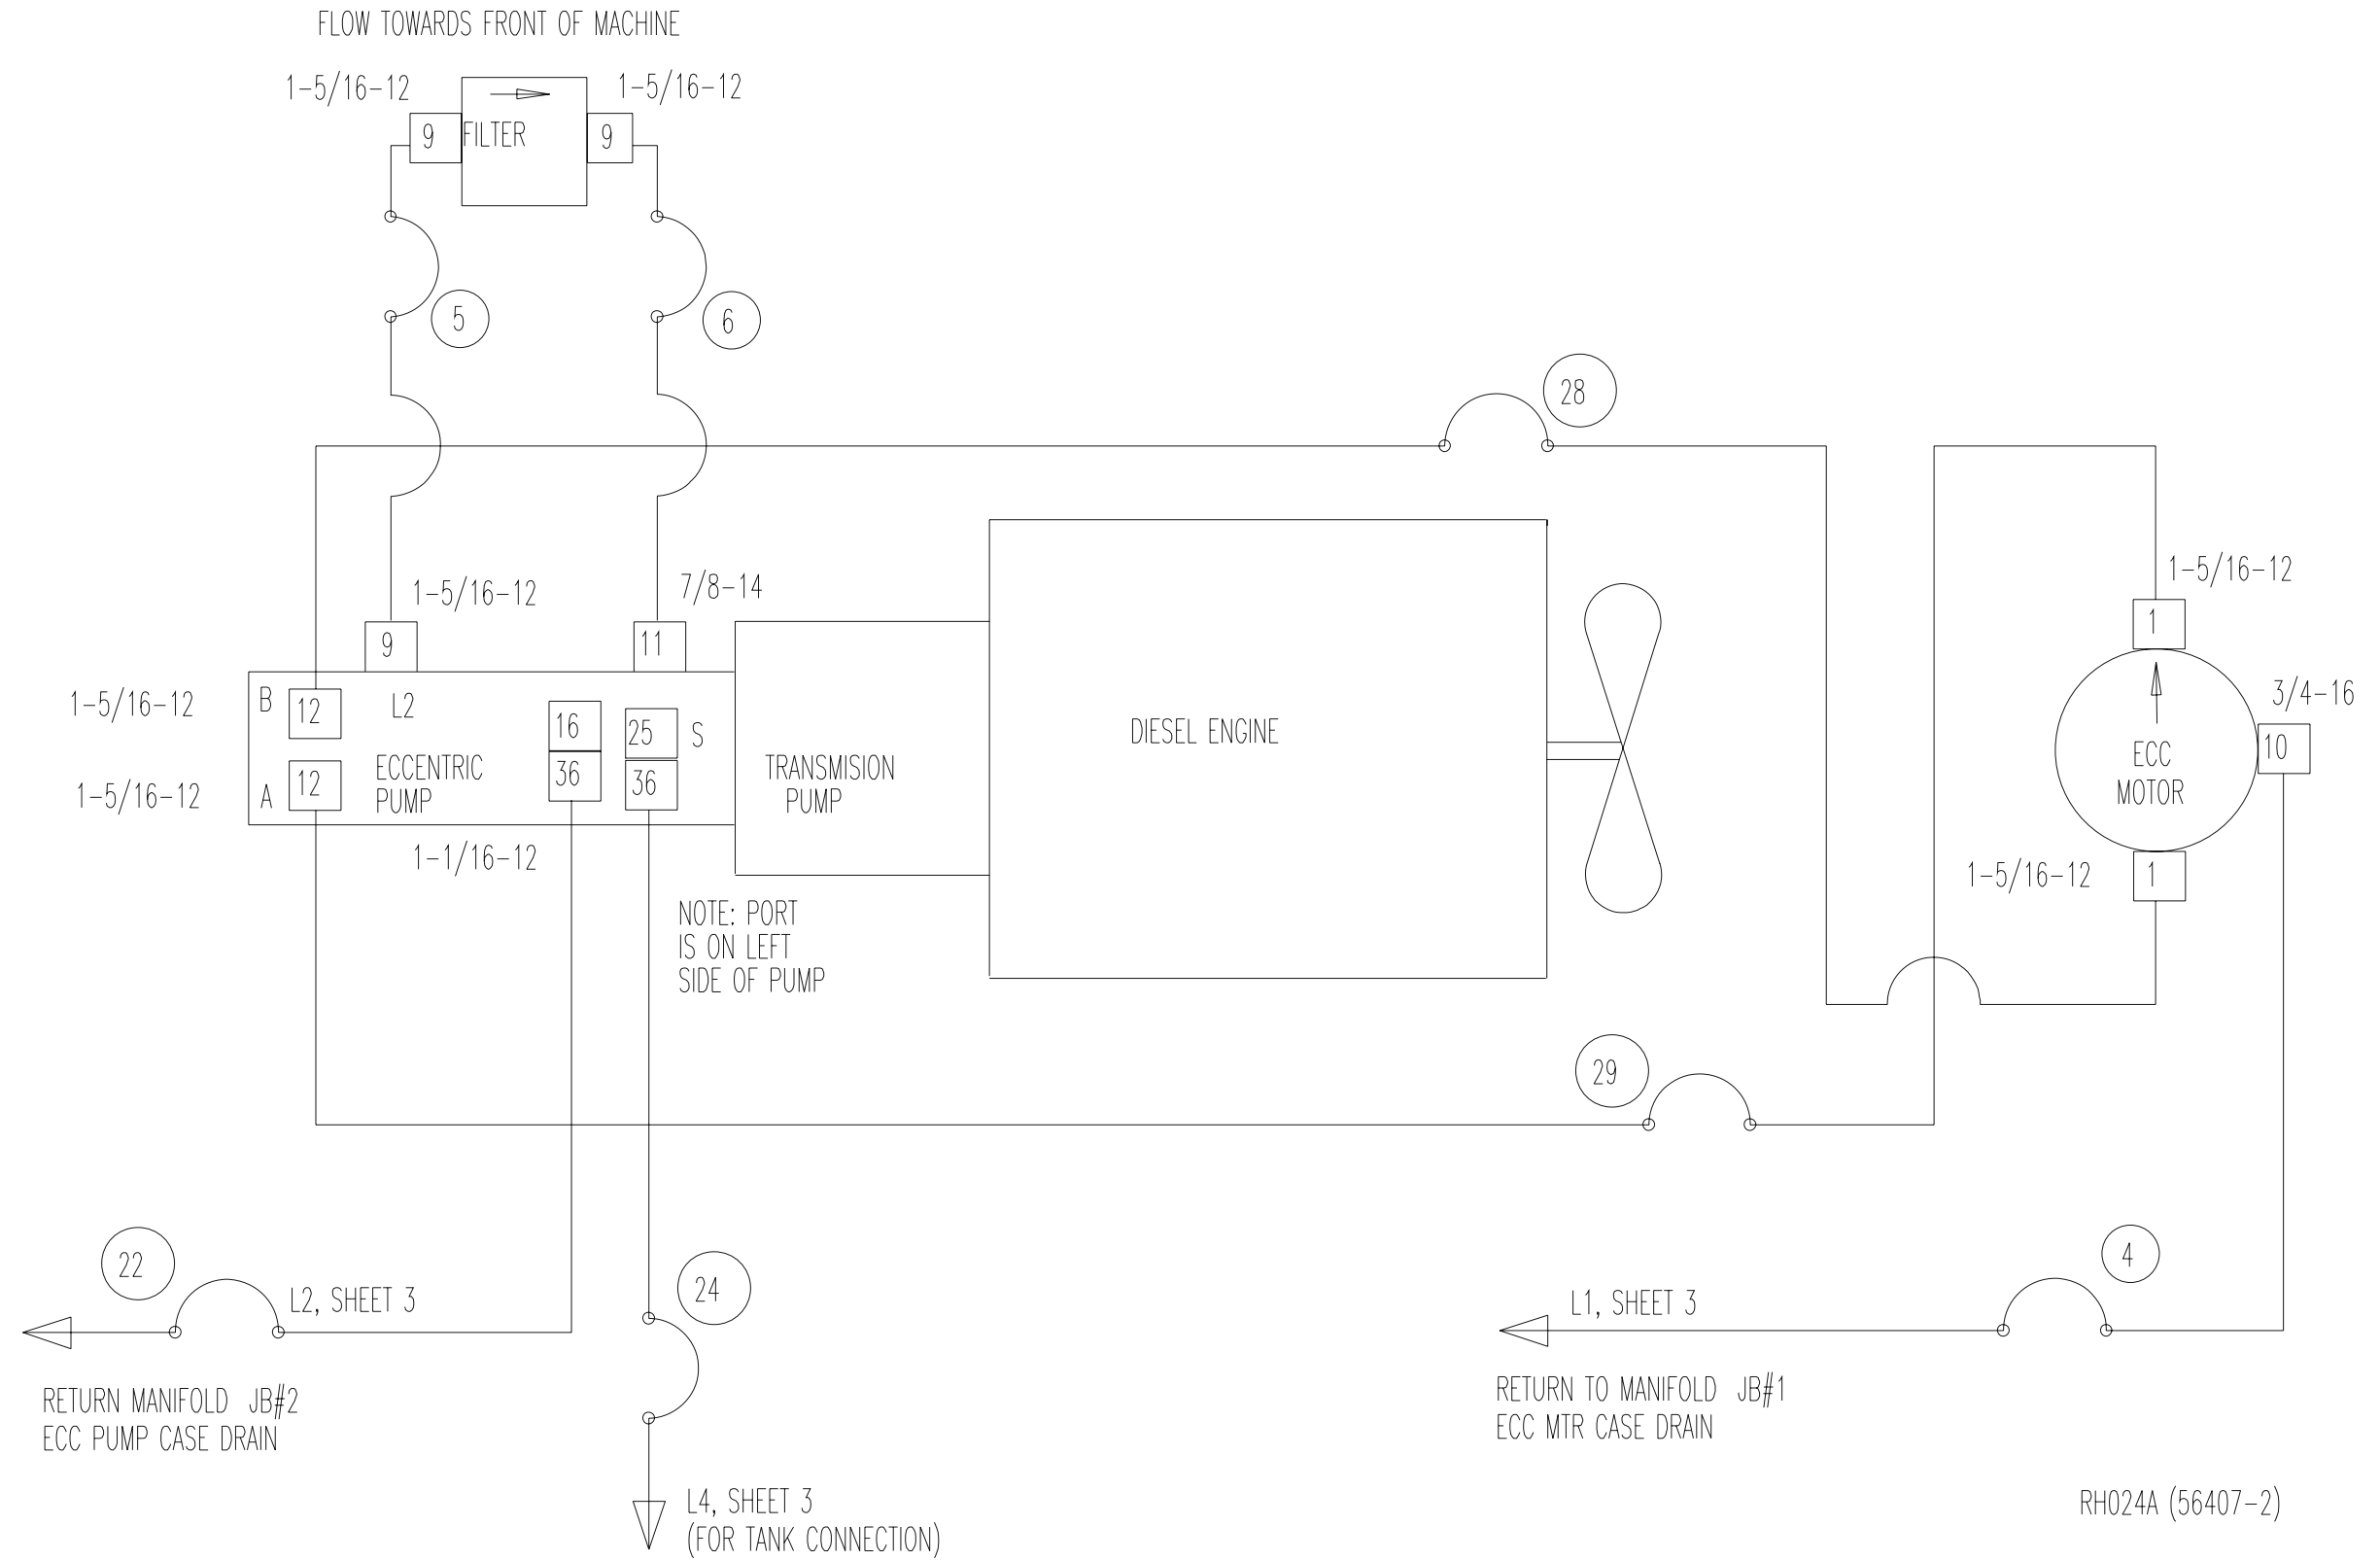 FLOW TOWARDS FRONT OF MACHINE
1-5/16-12
1-5/16-12
9
FILTER
9
5
6
28
1-5/16-12
7/8-14
1-5/16-12
9
11
1
1-5/16-12
B
12
L2
16
25
S
3/4-16
DIESEL ENGINE
ECC
MOTOR
10
ECCENTRIC
PUMP
36
36
TRANSMISION
PUMP
1-5/16-12
A
12
1-1/16-12
1-5/16-12
1
NOTE: PORT
IS ON LEFT
SIDE OF PUMP
29
22
L2, SHEET 3
24
L1, SHEET 3
4
RETURN MANIFOLD JB#2
ECC PUMP CASE DRAIN
RETURN TO MANIFOLD JB#1
ECC MTR CASE DRAIN
L4, SHEET 3
(FOR TANK CONNECTION)
RH024A (56407-2)